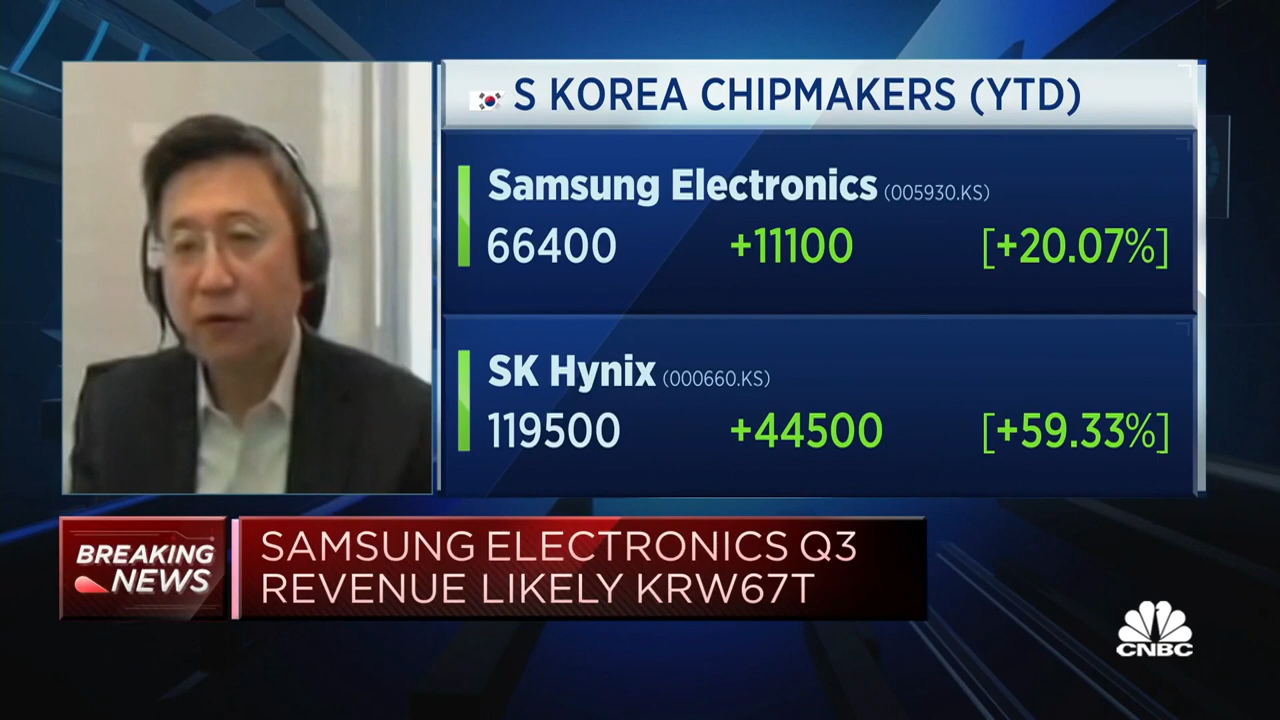 S KOREA CHIPMAKERS (YTD)
Samsung Electronics (005930.KS)
66400 +11100 [+20.07%]
SK Hynix (000660.KS)
119500 +44500 [+59.33%]
BREAKING
NEWS
SAMSUNG ELECTRONICS Q3
REVENUE LIKELY KRW67T
CNBC